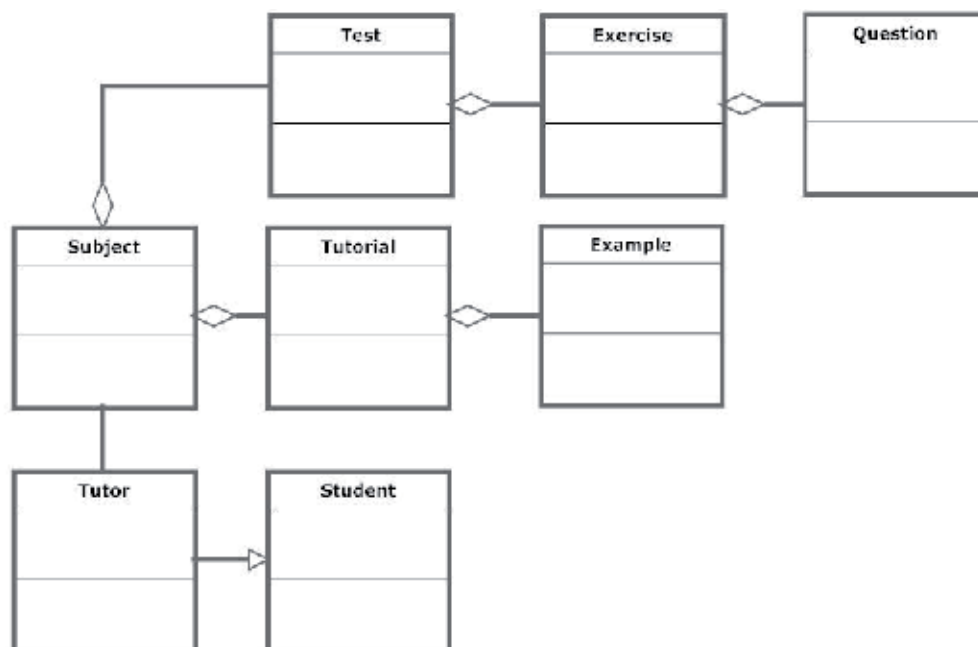 Test
Exercise
Question
Subject
Tutorial
Example
Tutor
Student